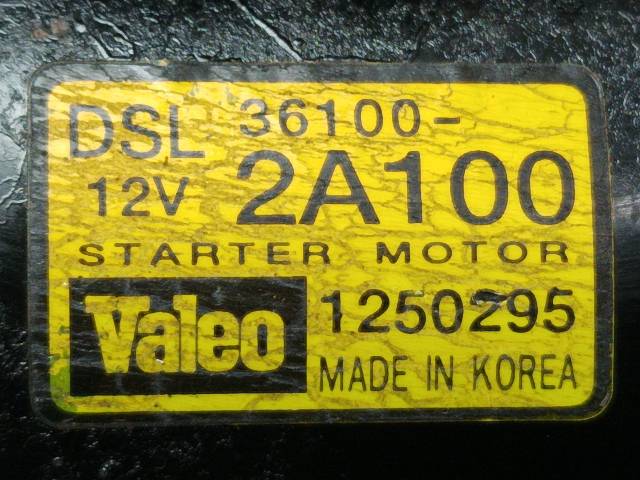 DSL 36100-
12V 2A100
STARTER MOTOR
Valeo 1250295
MADE IN KOREA